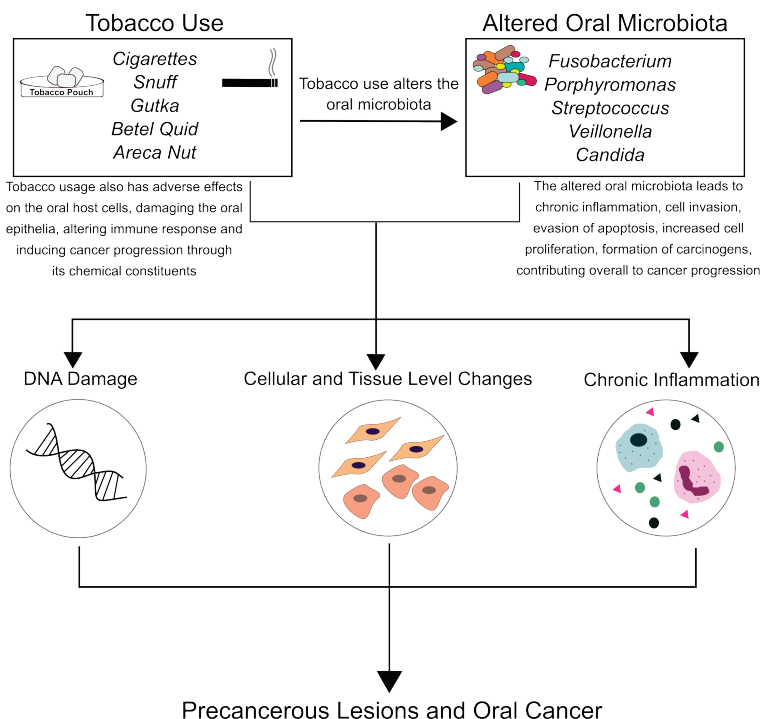 Tobacco Use
Cigarettes
Snuff
Gutka
Betel Quid
Areca Nut
Tobacco Pouch
Tobacco use alters the
oral microbiota
Altered Oral Microbiota
Fusobacterium
Porphyromonas
Streptococcus
Veillonella
Candida
Tobacco usage also has adverse effects
on the oral host cells, damaging the oral
epithelia, altering immune response and
inducing cancer progression through
its chemical constituents
The altered oral microbiota leads to
chronic inflammation, cell invasion,
evasion of apoptosis, increased cell
proliferation, formation of carcinogens,
contributing overall to cancer progression
DNA Damage
Cellular and Tissue Level Changes
Chronic Inflammation
Precancerous Lesions and Oral Cancer